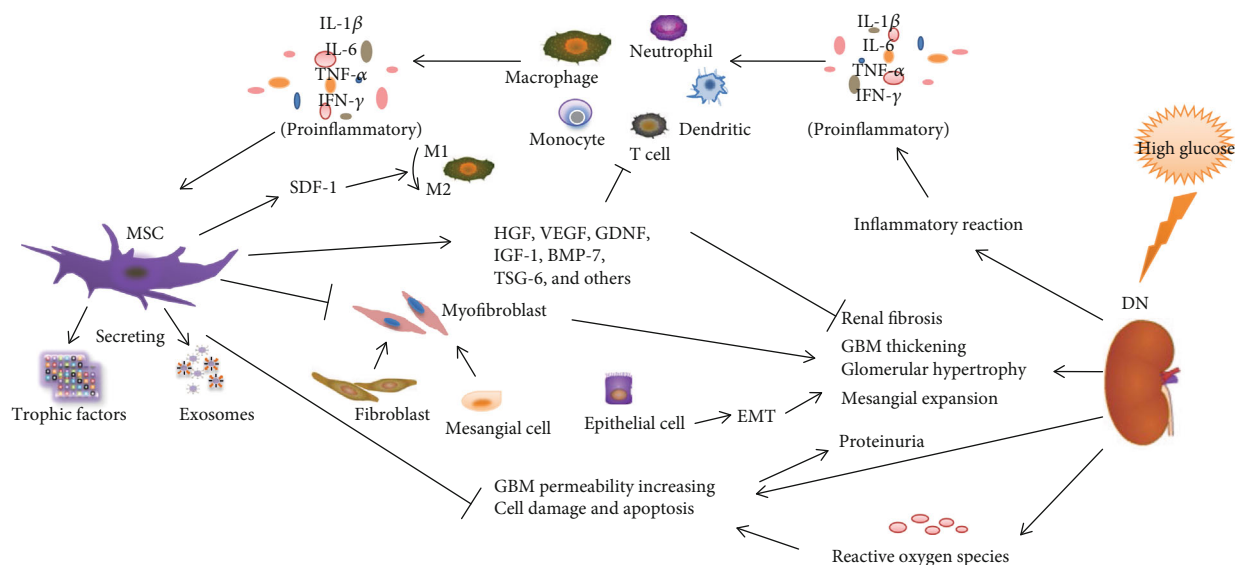 IL-1β
IL-6
TNF-α
IFN-γ
(Proinflammatory)
Macrophage
Neutrophil
Monocyte
T cell
Dendritic
IL-1β
IL-6
TNF-α
IFN-γ
(Proinflammatory)
High glucose
SDF-1
M1
M2
MSC
HGF, VEGF, GDNF,
IGF-1, BMP-7,
TSG-6, and others
Inflammatory reaction
DN
Myofibroblast
Renal fibrosis
GBM thickening
Glomerular hypertrophy
Mesangial expansion
Secreting
Trophic factors
Exosomes
Fibroblast
Mesangial cell
Epithelial cell
EMT
Proteinuria
GBM permeability increasing
Cell damage and apoptosis
Reactive oxygen species